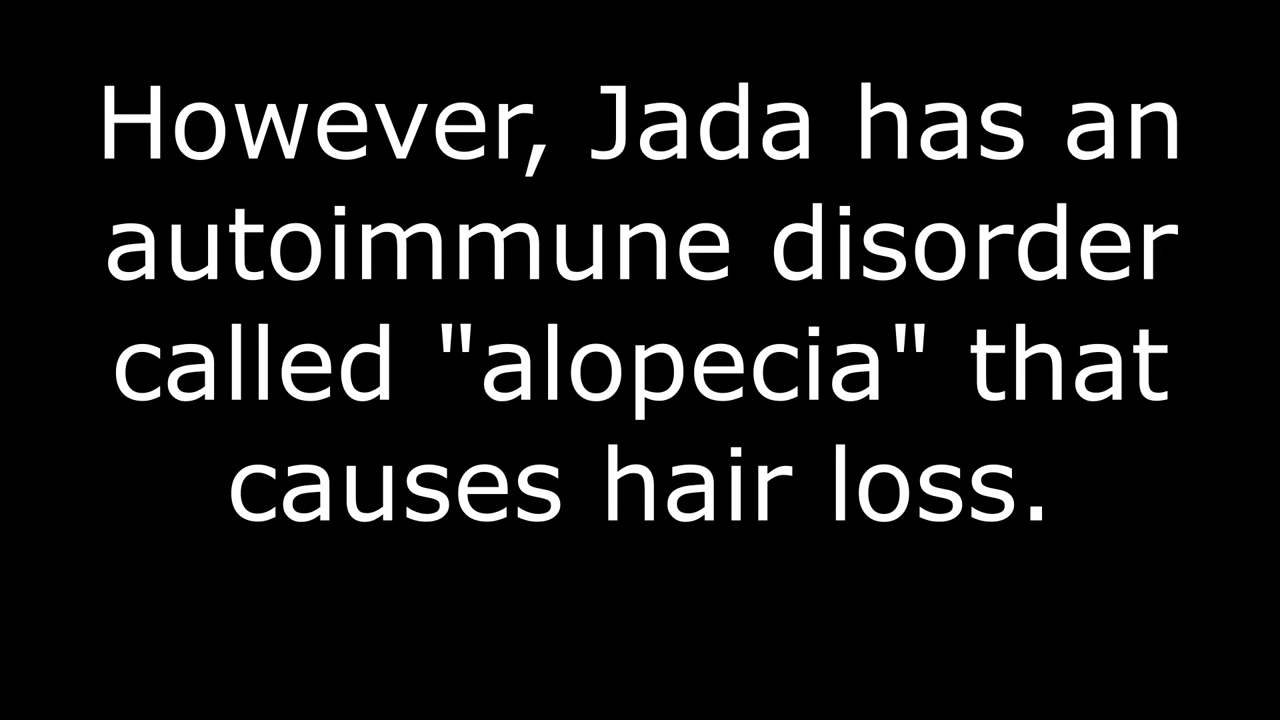 However, Jada has an
autoimmune disorder
called "alopecia" that
causes hair loss.